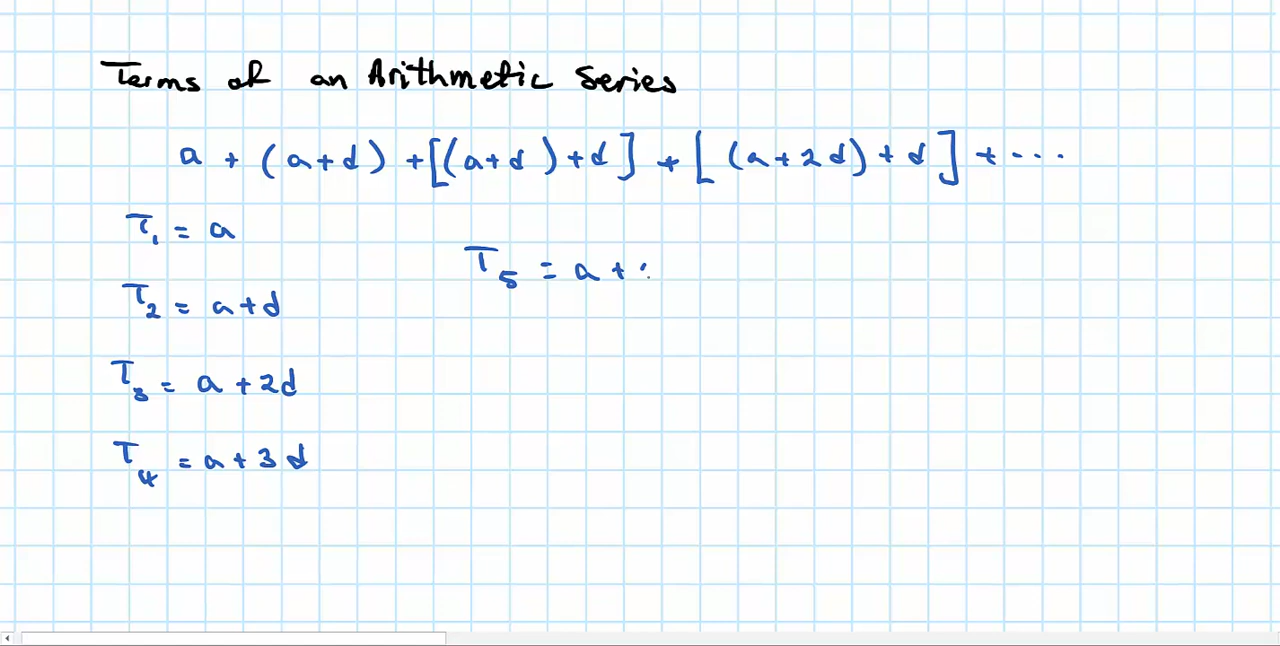 Terms of an Arithmetic Series
a + (a+d) + [(a+d) + d] + [(a+2d) + d] + ...
T₁ = a
T₂ = a+d
T₃ = a+2d
T₄ = a+3d
T₅ = a +